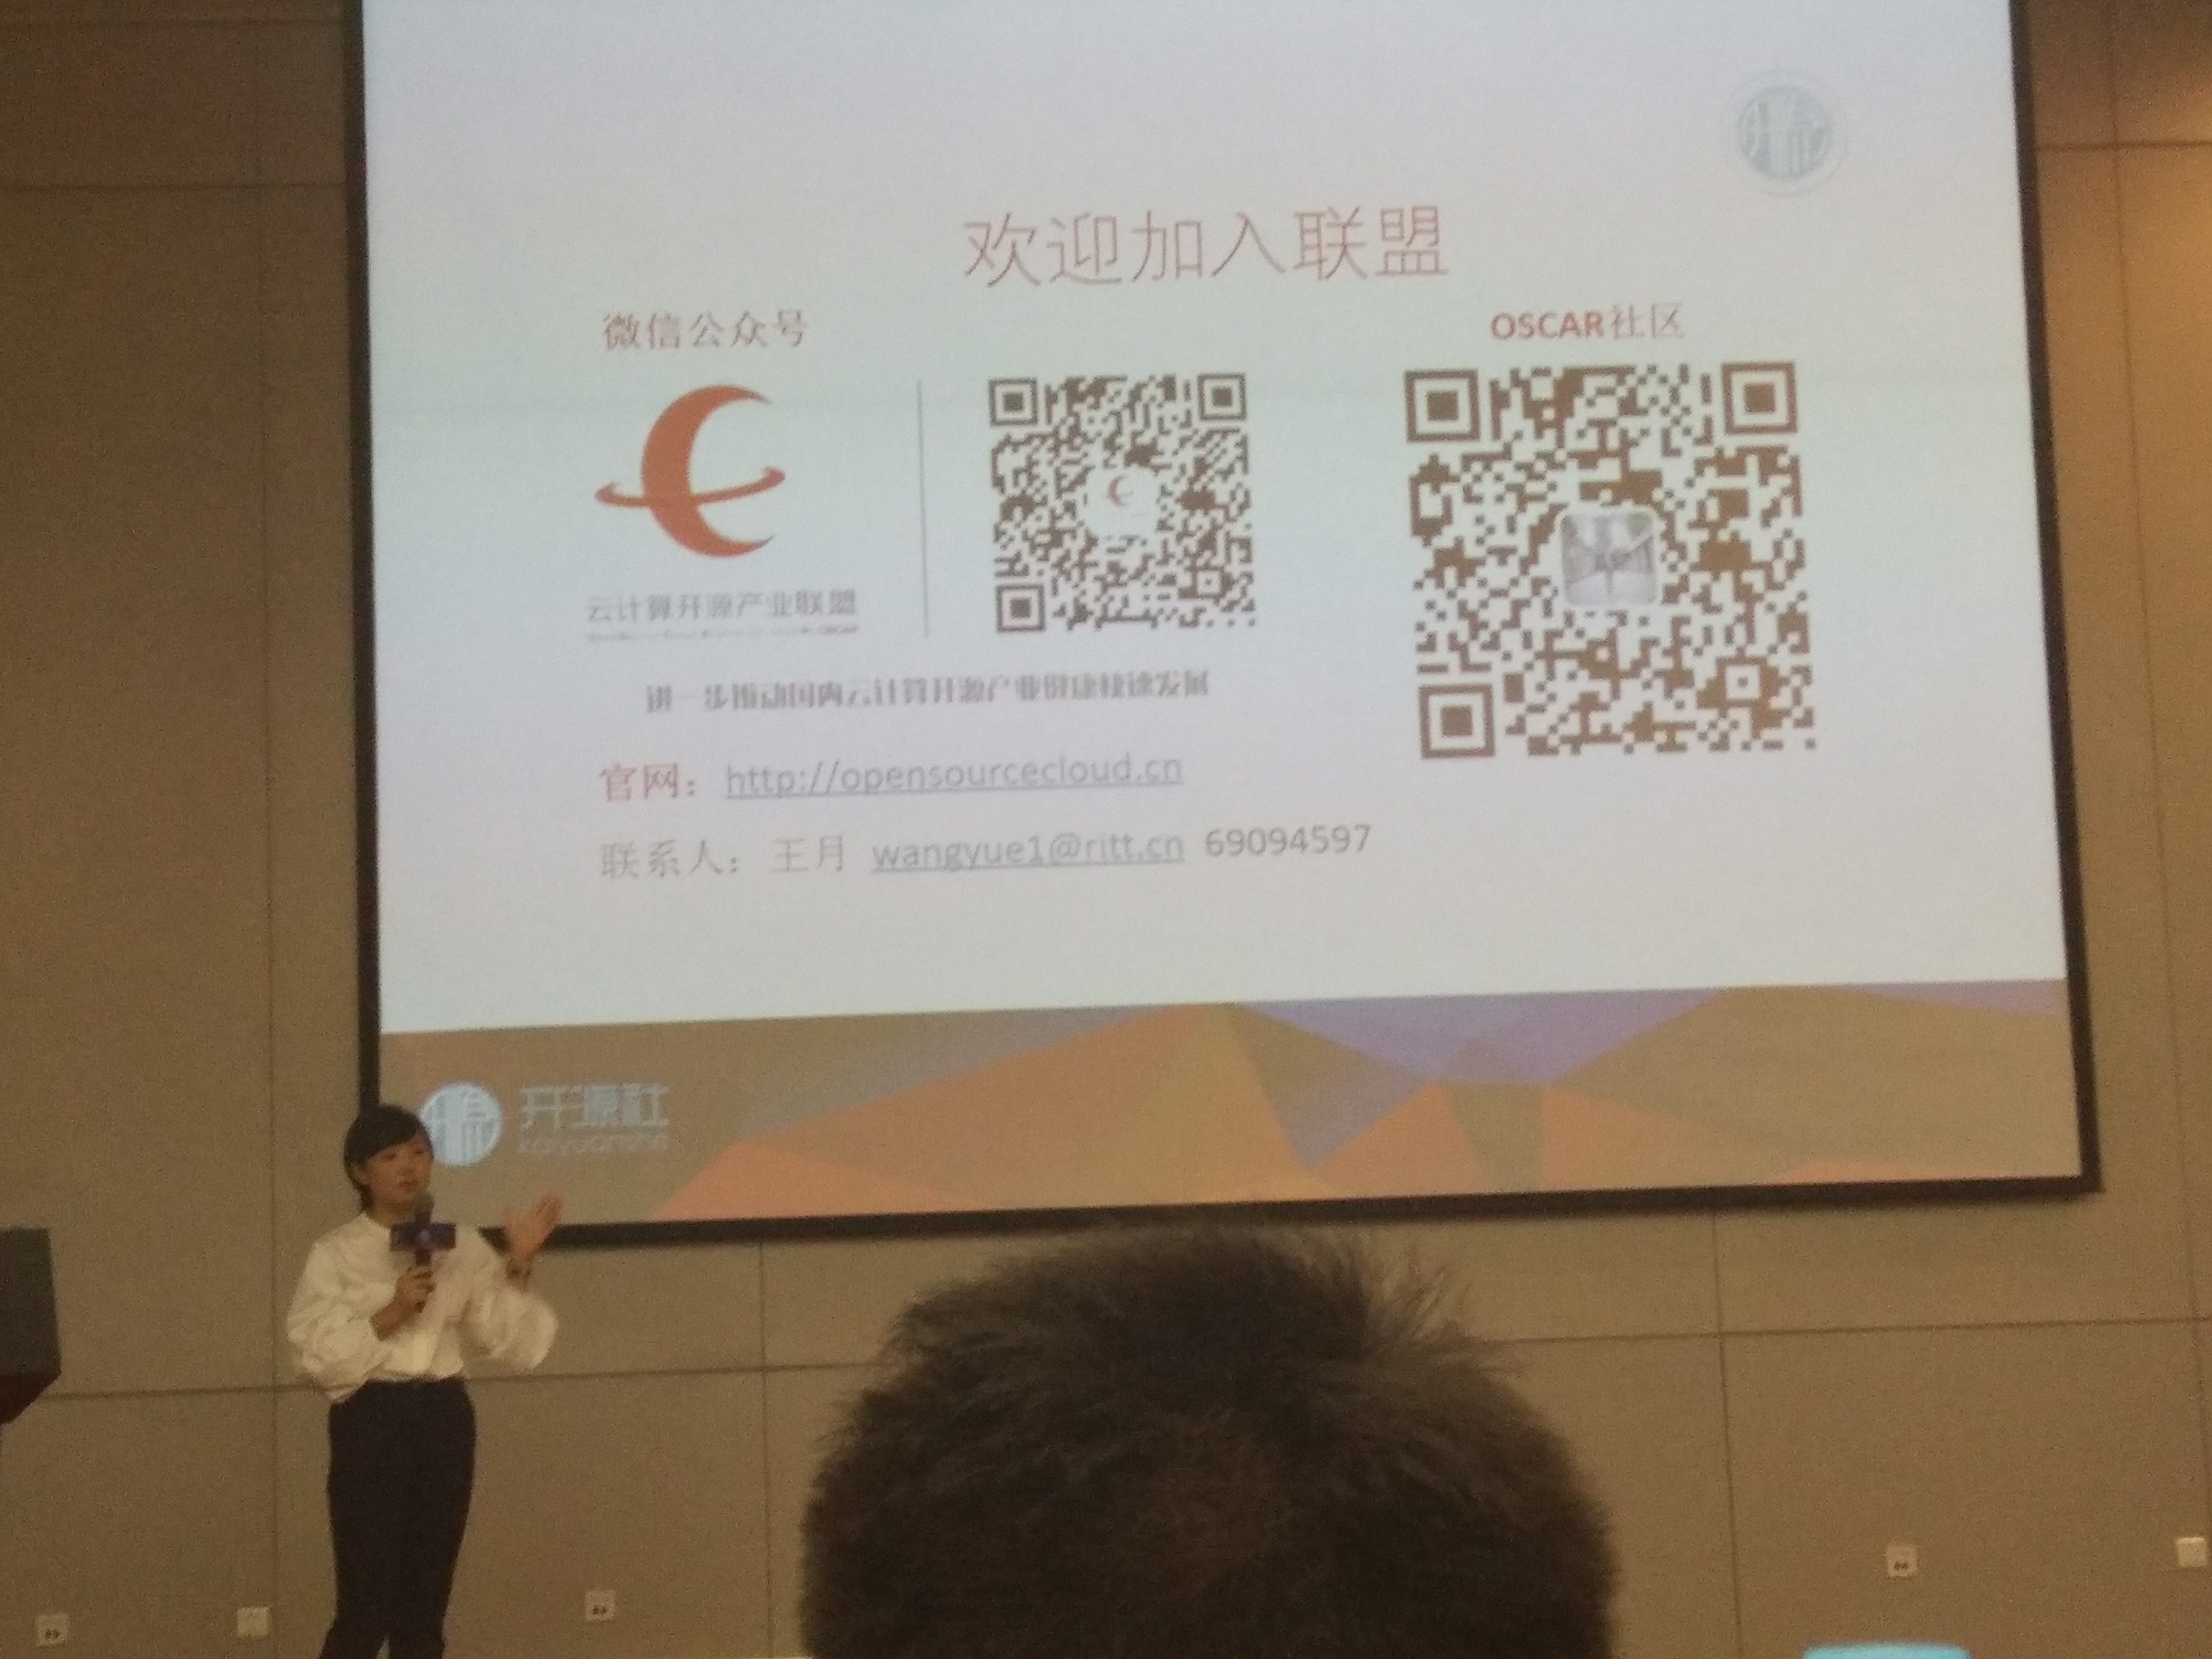 欢迎加入联盟
微信公众号
OSCAR社区
云计算开源产业联盟
进一步推动国内云计算开源产业健康快速发展
官网：http://opensourcecloud.cn
联系人：王月 wangyue1@ritt.cn 69094597
开源社
kaiyuanshe